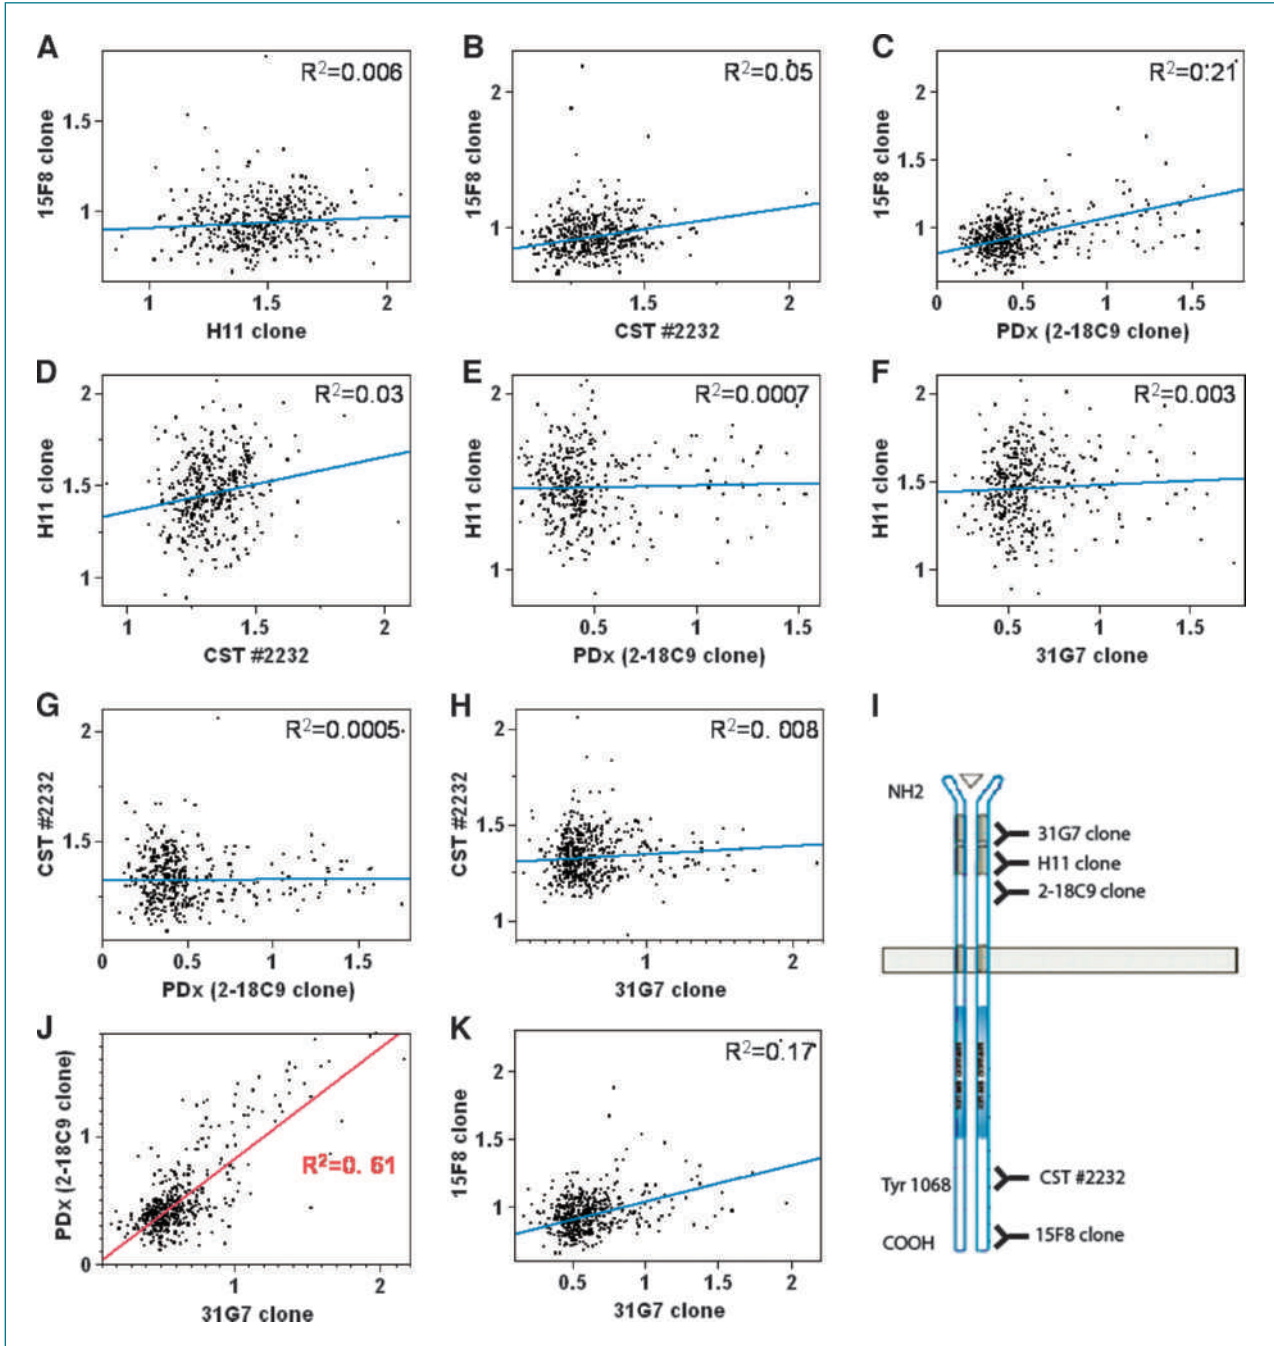 A
R²=0.006
15F8 clone
1.5
1
1
1.5
2
H11 clone
B
R²=0.05
15F8 clone
2
1
1.5
2
CST #2232
C
R²=0.21
15F8 clone
2
1.5
1
0
0.5
1
1.5
PDx (2-18C9 clone)
D
R²=0.03
H11 clone
2
1.5
1
1
1.5
2
CST #2232
E
R²=0.0007
H11 clone
2
1.5
1
0.5
1
1.5
PDx (2-18C9 clone)
F
R²=0.003
H11 clone
2
1.5
1
0.5
1
1.5
31G7 clone
G
R²=0.0005
CST #2232
2
1.5
0
0.5
1
1.5
PDx (2-18C9 clone)
H
R²=0. 008
CST #2232
2
1.5
1
1
2
31G7 clone
I
NH2
31G7 clone
H11 clone
2-18C9 clone
Tyr 1068
CST #2232
COOH
15F8 clone
J
R²=0. 61
PDx (2-18C9 clone)
1
0
1
2
31G7 clone
K
R²=0.17
15F8 clone
2
1.5
1
0.5
1
1.5
2
31G7 clone